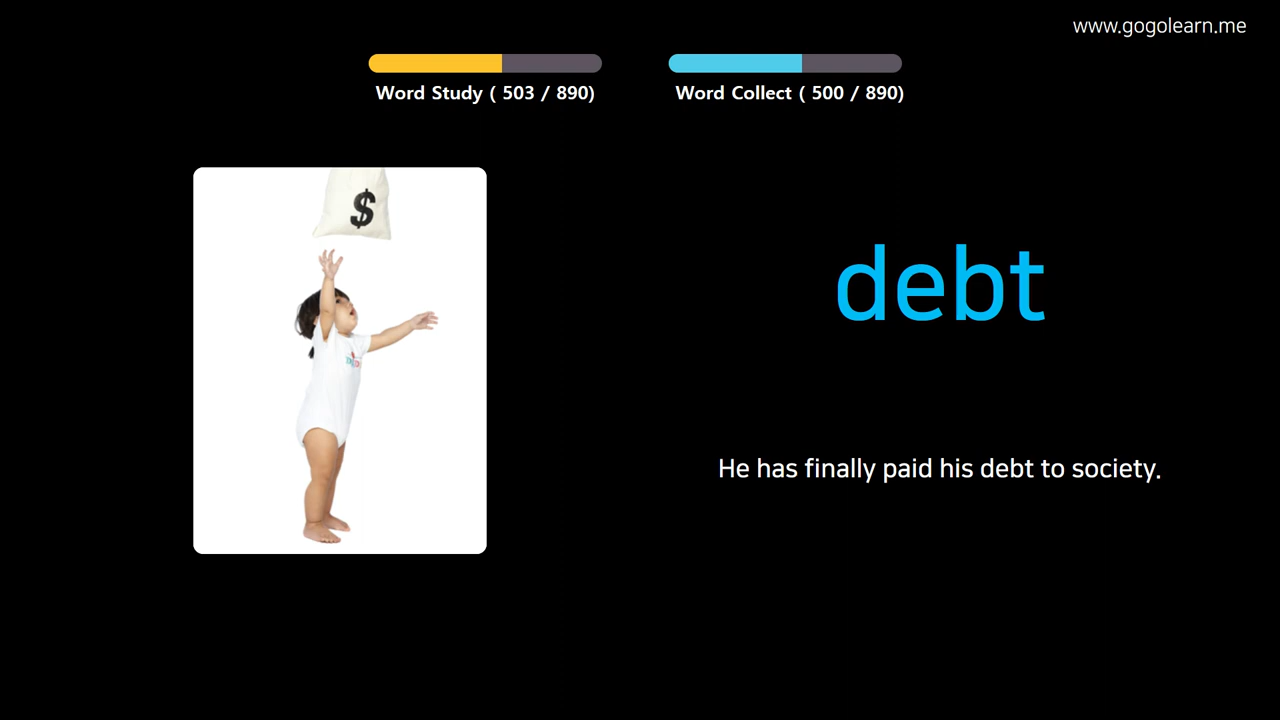 www.gogolearn.me
Word Study ( 503 / 890)
Word Collect ( 500 / 890)
$
debt
He has finally paid his debt to society.